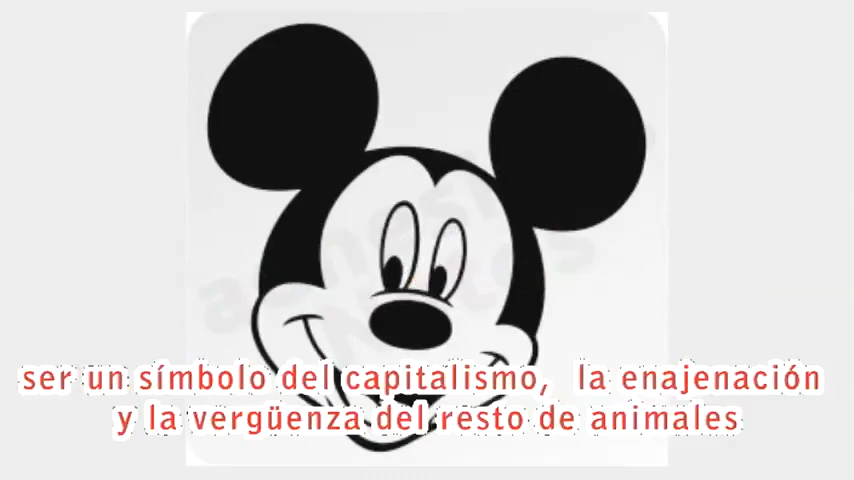 ser un símbolo del capitalismo, la enajenación
y la vergüenza del resto de animales